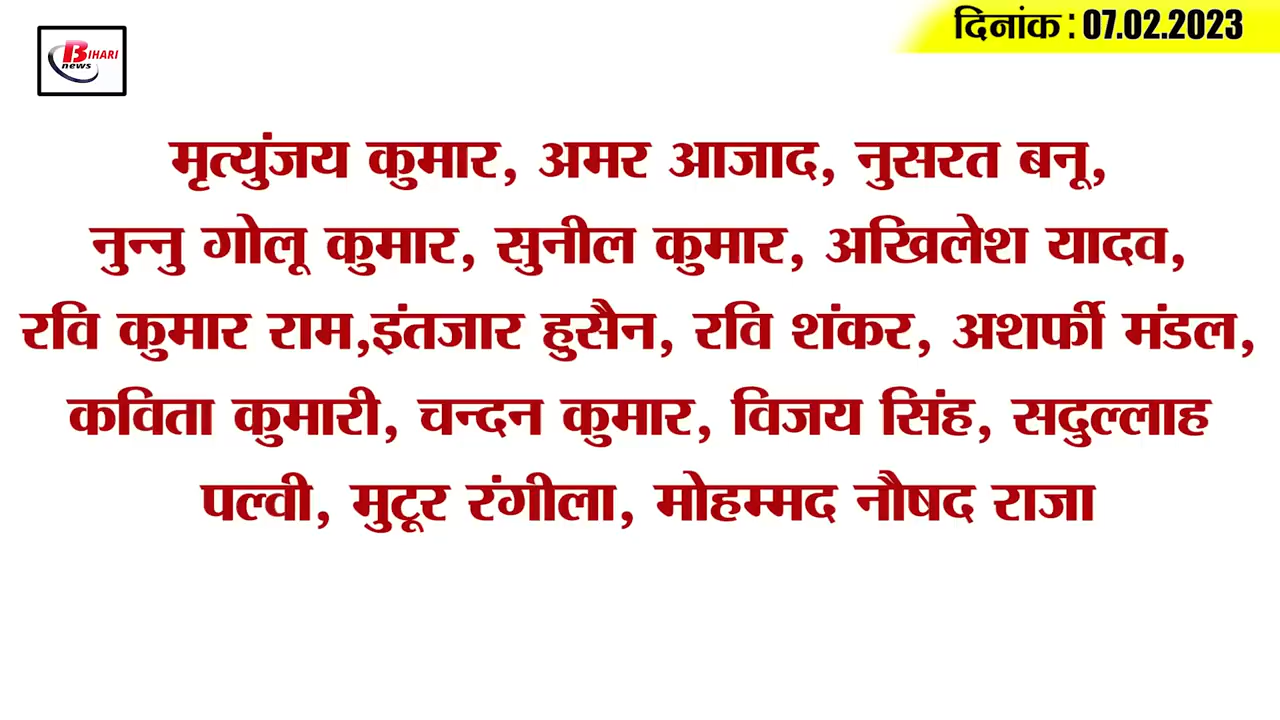 BIHARI
news
दिनांक : 07.02.2023
मृत्युंजय कुमार, अमर आजाद, नुसरत बनू,
नुन्नु गोलू कुमार, सुनील कुमार, अखिलेश यादव,
रवि कुमार राम,इंतजार हुसैन, रवि शंकर, अशर्फी मंडल,
कविता कुमारी, चन्दन कुमार, विजय सिंह, सदुल्लाह
पल्वी, मुटूर रंगीला, मोहम्मद नौषद राजा